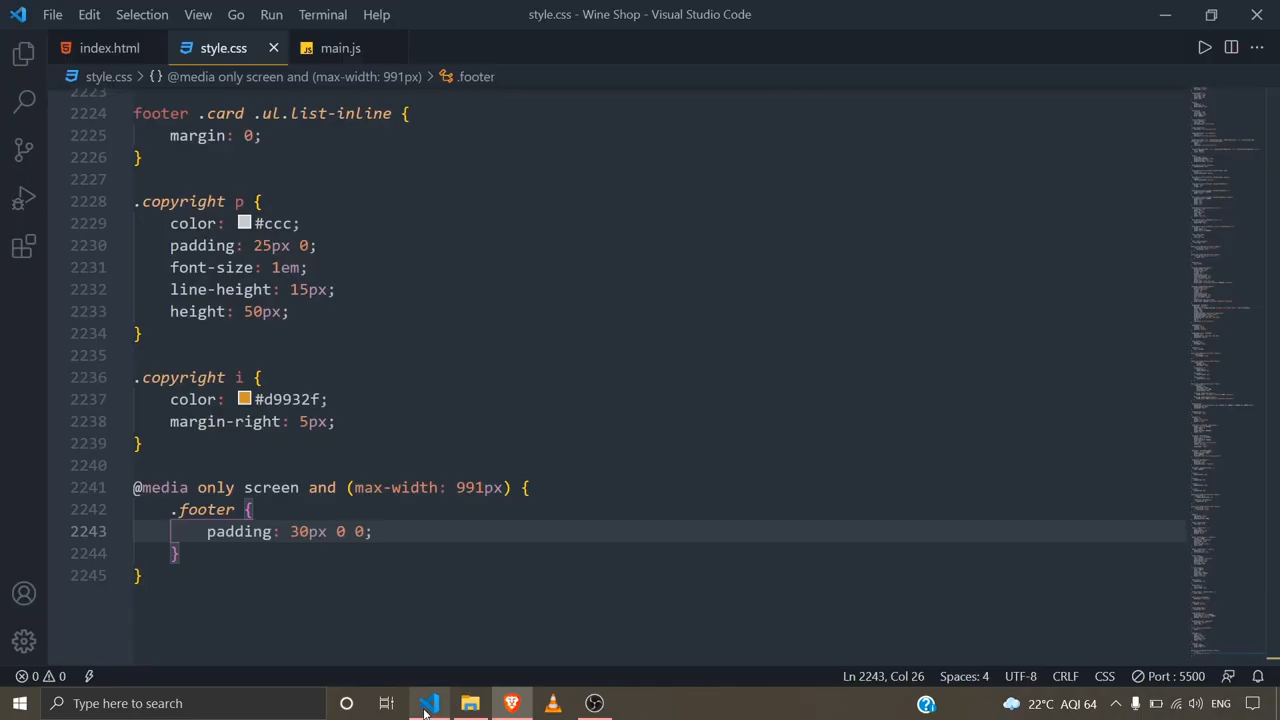 File Edit Selection View Go Run Terminal Help style.css - Wine Shop - Visual Studio Code
index.html style.css main.js
style.css > {} @media only screen and (max-width: 991px) > .footer
2223
2224 footer .card .ul.list-inline {
2225 margin: 0;
2226 }
2227
2228 .copyright p {
2229 color: #ccc;
2230 padding: 25px 0;
2231 font-size: 1em;
2232 line-height: 15px;
2233 height: 50px;
2234 }
2235
2236 .copyright i {
2237 color: #d9932f;
2238 margin-right: 5px;
2239 }
2240
2241 @media only screen and (max-width: 991px) {
2242 .footer {
2243 padding: 30px 0 0;
2244 }
2245 }
0 0 Ln 2243, Col 26 UTF-8 CRLF CSS Port : 5500
Type here to search 22°C AQI 64 ENG